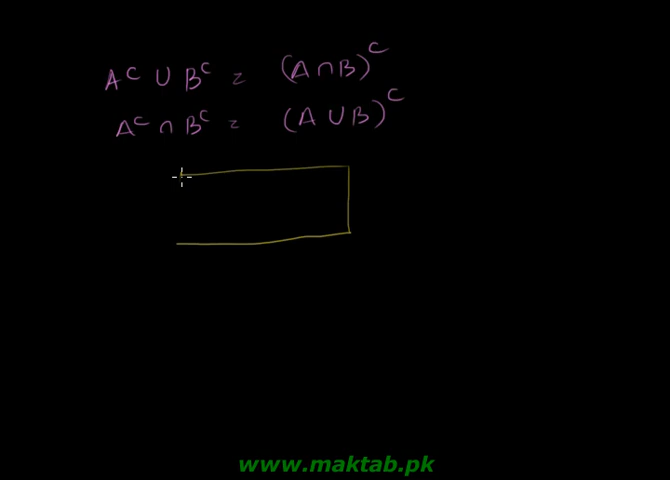 Aᶜ ∪ Bᶜ = (A ∩ B)ᶜ
Aᶜ ∩ Bᶜ = (A ∪ B)ᶜ
www.maktab.pk